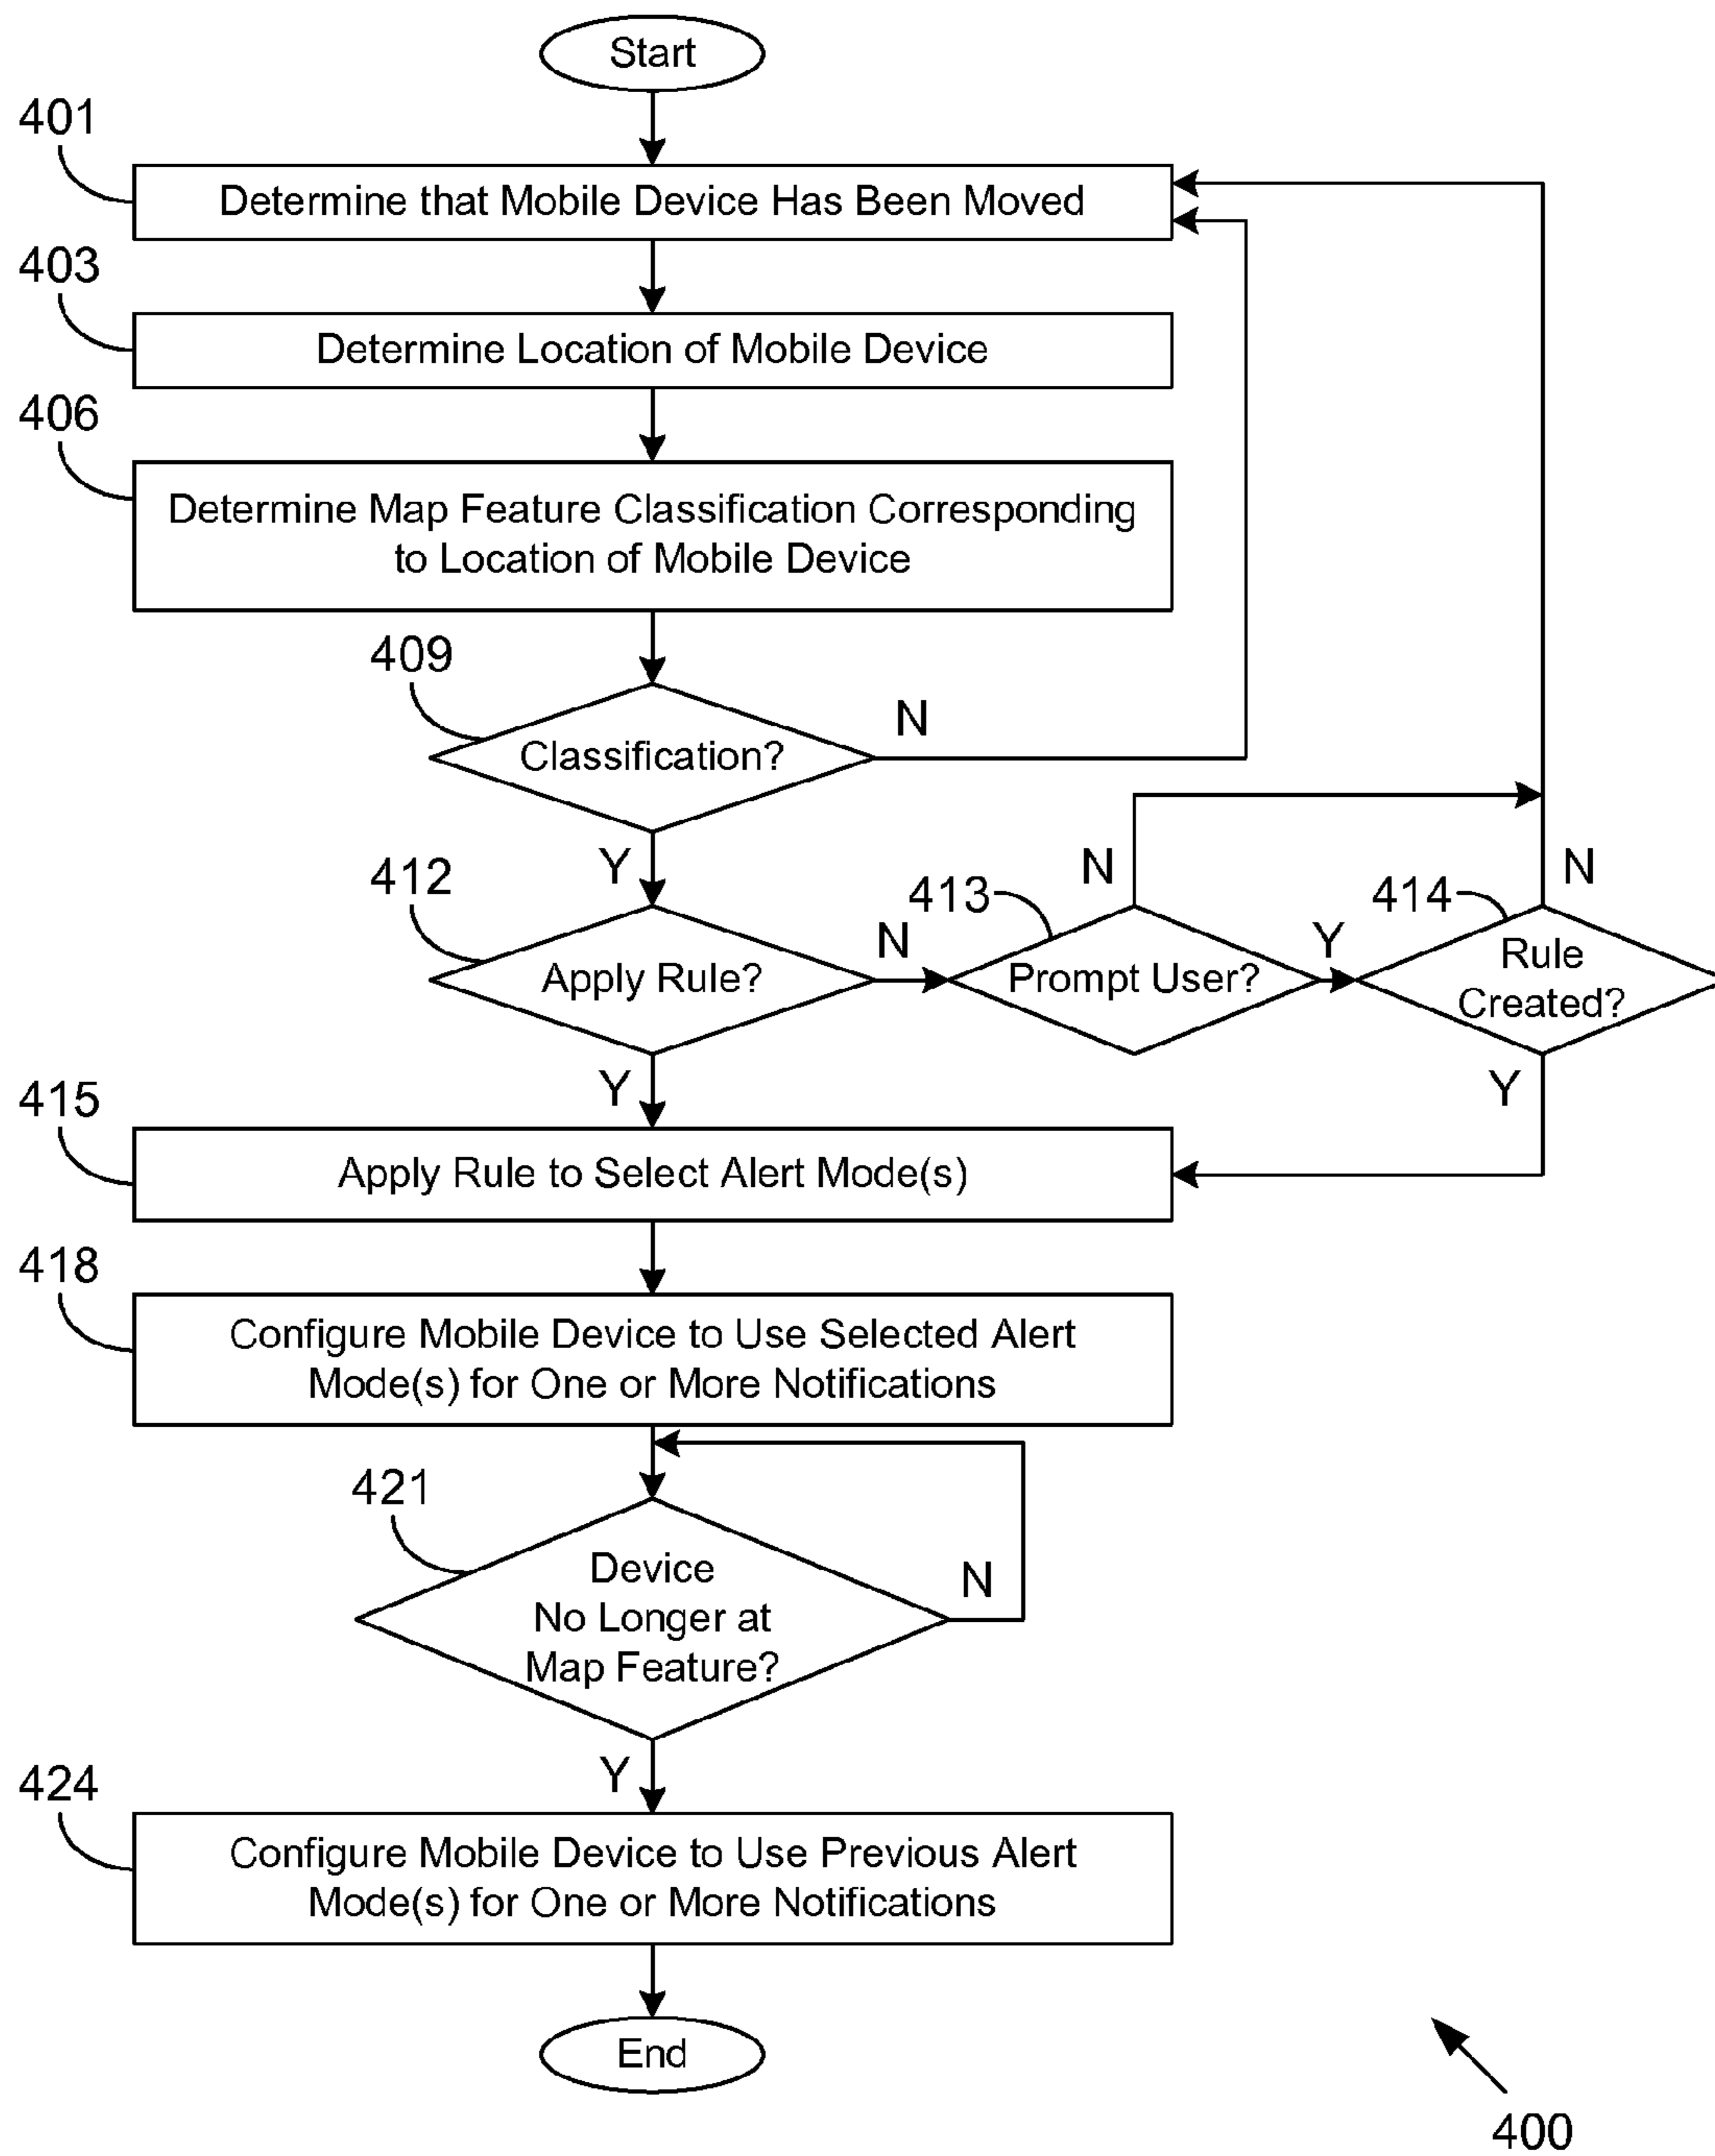 Start
401
Determine that Mobile Device Has Been Moved
403
Determine Location of Mobile Device
406
Determine Map Feature Classification Corresponding
to Location of Mobile Device
409
Classification?
N
Y
412
Apply Rule?
N
413
Prompt User?
N
Y
414
Rule
Created?
N
Y
Y
415
Apply Rule to Select Alert Mode(s)
418
Configure Mobile Device to Use Selected Alert
Mode(s) for One or More Notifications
421
Device
No Longer at
Map Feature?
N
Y
424
Configure Mobile Device to Use Previous Alert
Mode(s) for One or More Notifications
End
400